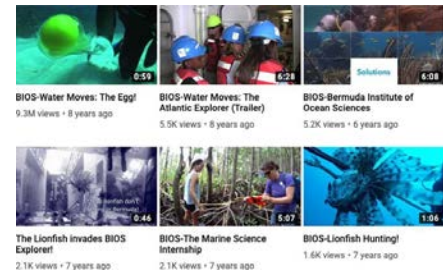 0:59
6:28
Solutions
6:08
BIOS-Water Moves: The Egg!
9.3M views • 8 years ago
BIOS-Water Moves: The
Atlantic Explorer (Trailer)
5.5K views • 8 years ago
BIOS-Bermuda Institute of
Ocean Sciences
5.2K views • 6 years ago
0:46
5:07
1:06
The Lionfish invades BIOS
Explorer!
2.1K views • 7 years ago
BIOS-The Marine Science
Internship
2.1K views • 7 years ago
BIOS-Lionfish Hunting!
1.6K views • 7 years ago